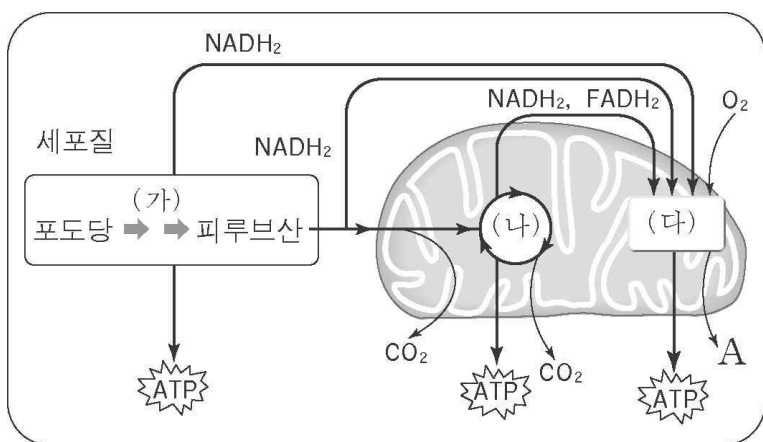 NADH₂
NADH₂, FADH₂
O₂
세포질
NADH₂
(가)
포도당 피루브산
(나)
(다)
CO₂
CO₂
A
ATP
ATP
ATP